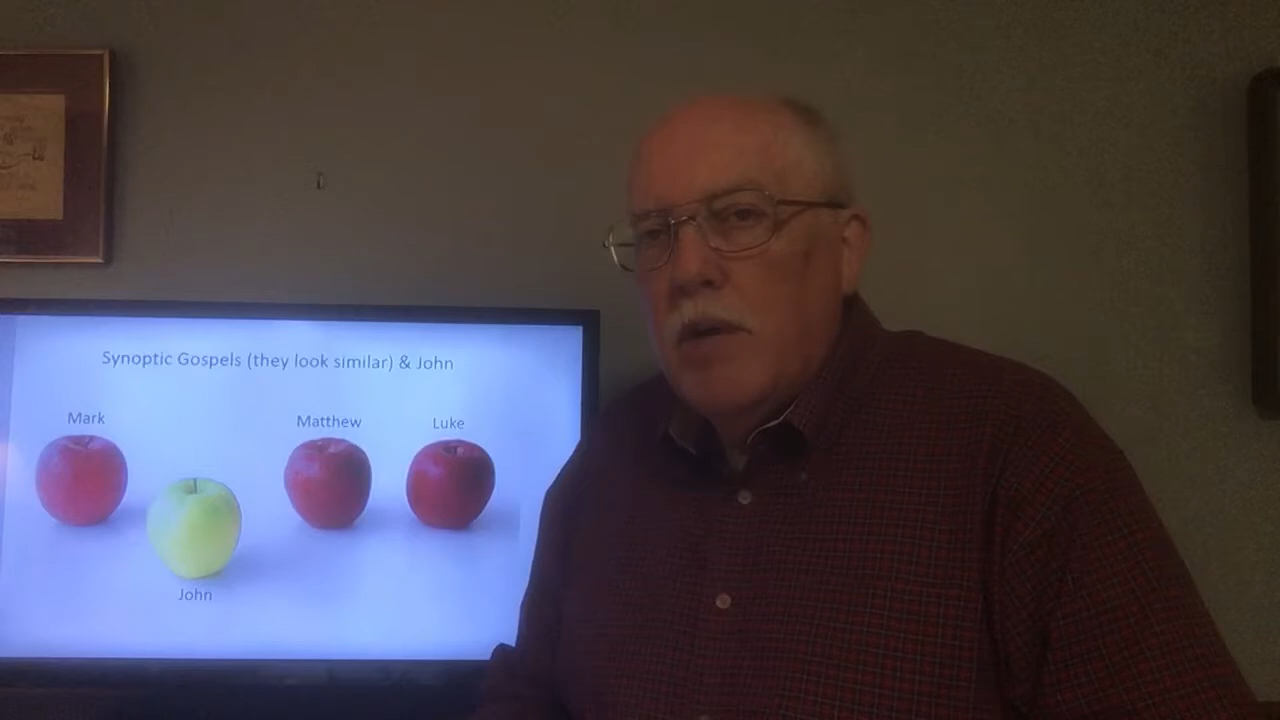 Synoptic Gospels (they look similar) & John
Mark
Matthew
Luke
John